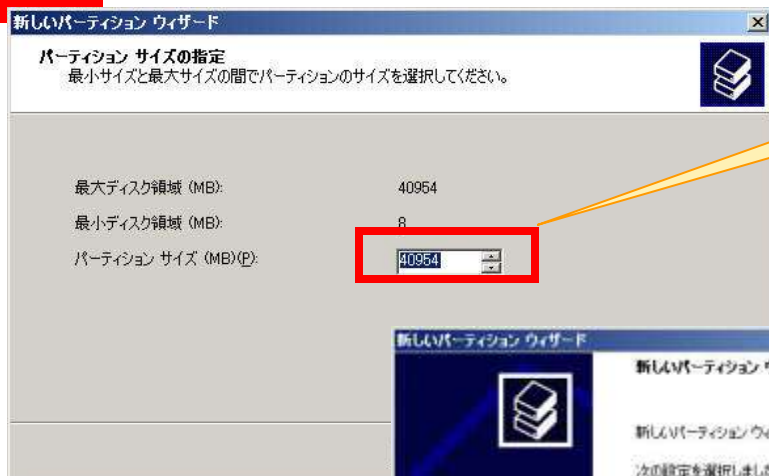 新しいパーティション ウィザード
パーティション サイズの指定
最小サイズと最大サイズの間でパーティションのサイズを選択してください。
最大ディスク領域 (MB): 40954
最小ディスク領域 (MB): 8
パーティション サイズ (MB)(P): 40954
新しいパーティション ウィザード
新しいパーティション
新しいパーティション ウィ
次の設定を選択しました